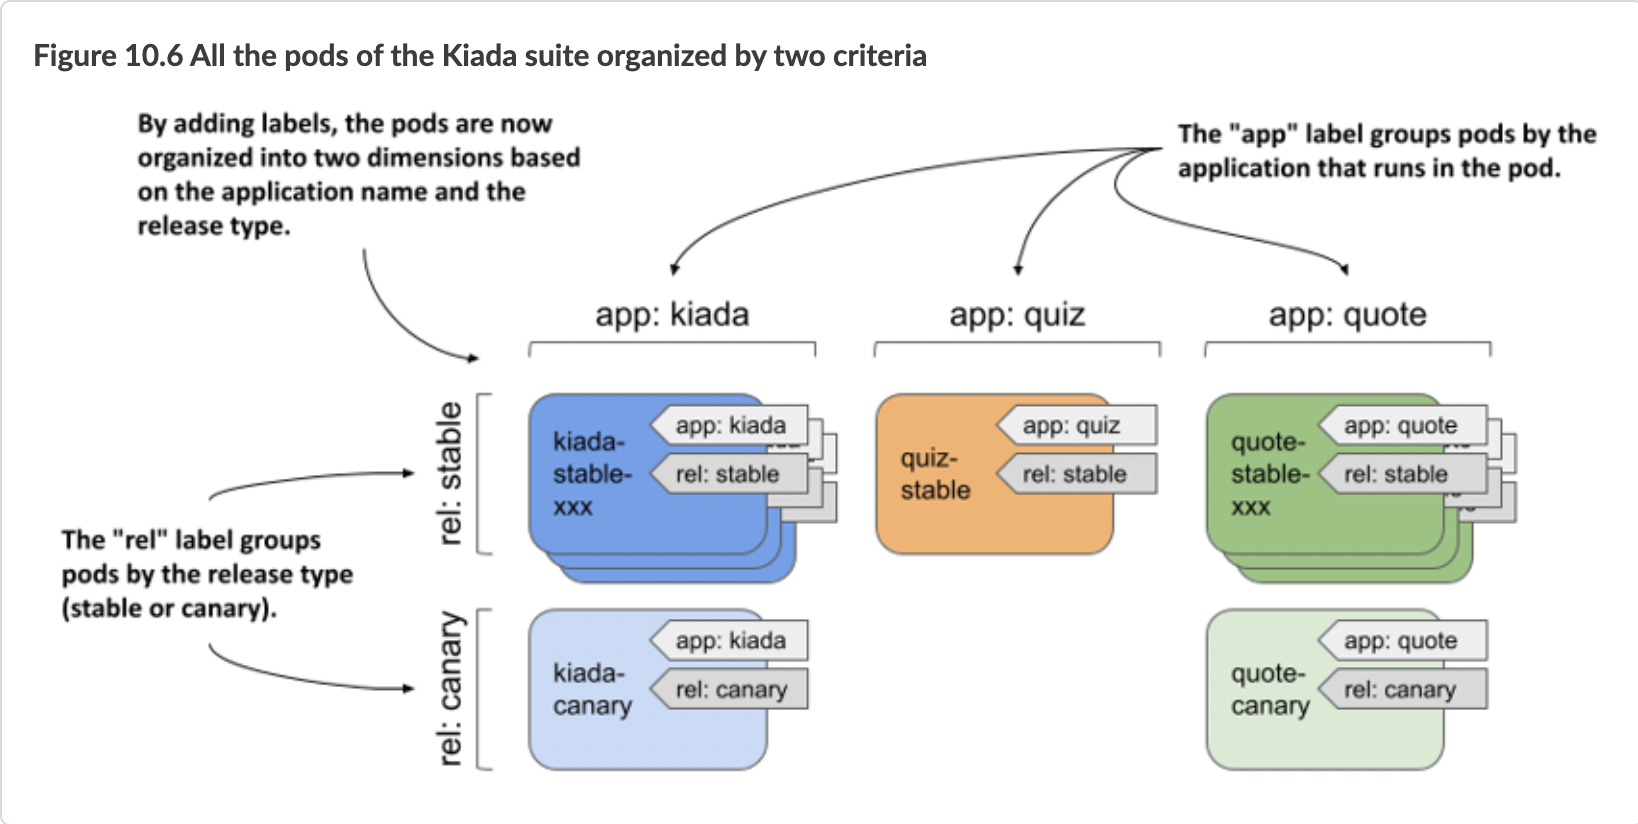 Figure 10.6 All the pods of the Kiada suite organized by two criteria
By adding labels, the pods are now
organized into two dimensions based
on the application name and the
release type.
The "app" label groups pods by the
application that runs in the pod.
app: kiada
app: quiz
app: quote
rel: stable
kiada-
stable-
xxx
app: kiada
rel: stable
quiz-
stable
app: quiz
rel: stable
quote-
stable-
xxx
app: quote
rel: stable
The "rel" label groups
pods by the release type
(stable or canary).
rel: canary
kiada-
canary
app: kiada
rel: canary
quote-
canary
app: quote
rel: canary